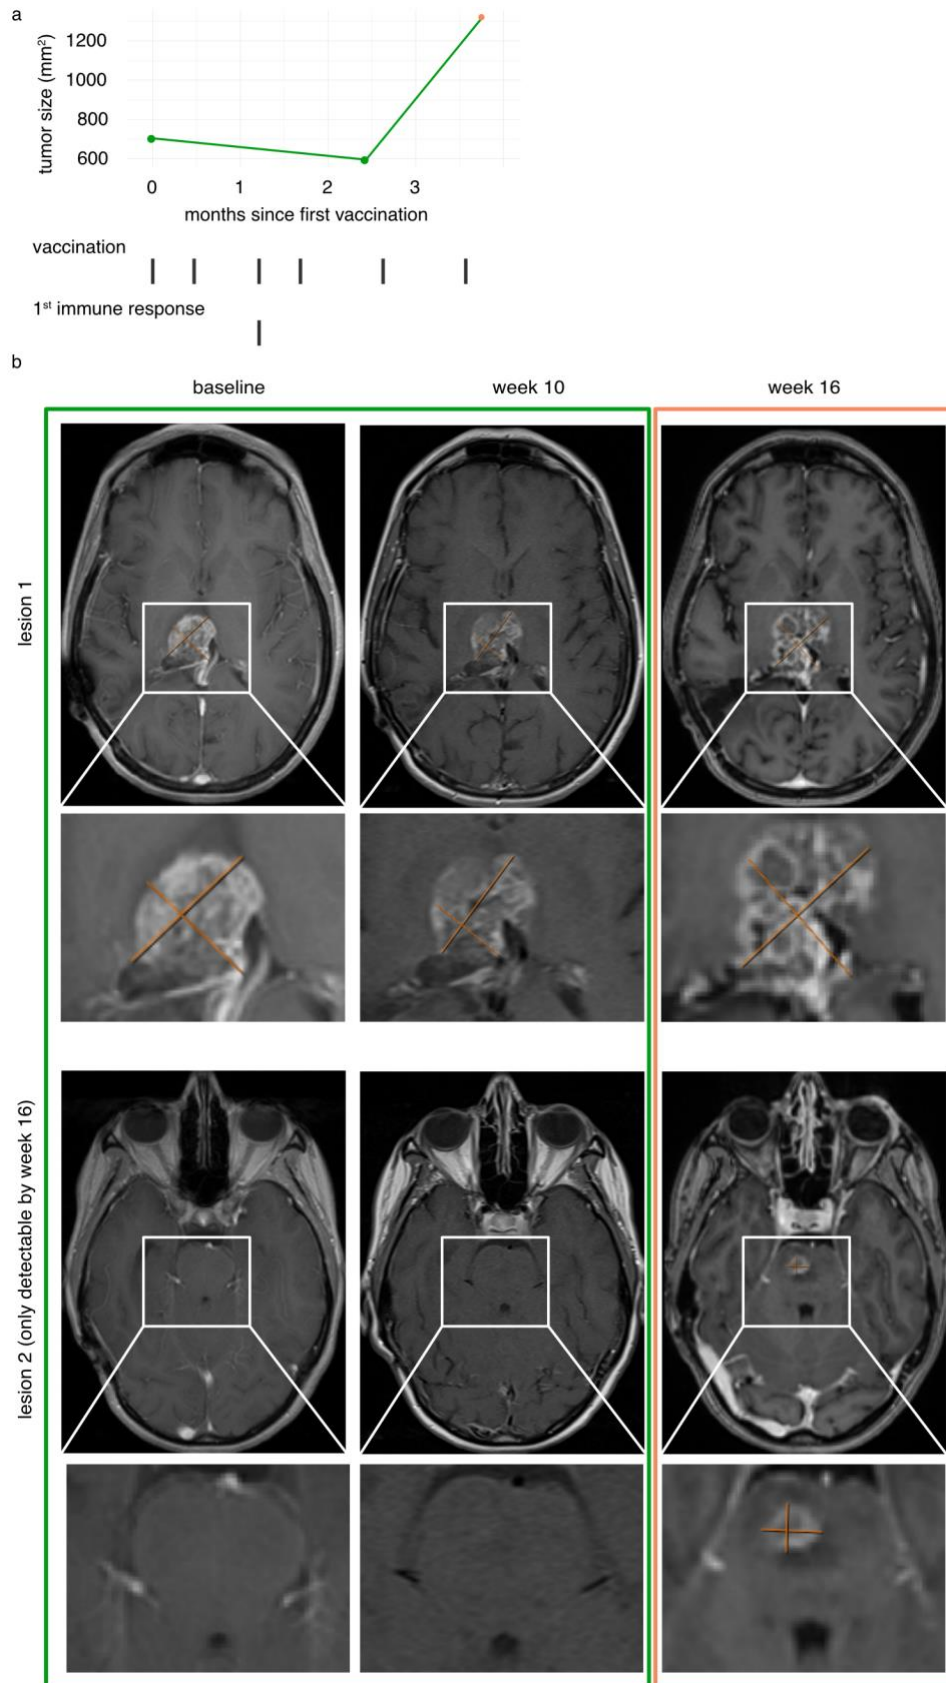 a
tumor size (mm²)
1200
1000
800
600
0 1 2 3
months since first vaccination
vaccination
1st immune response
b
baseline week 10 week 16
lesion 1
lesion 2 (only detectable by week 16)